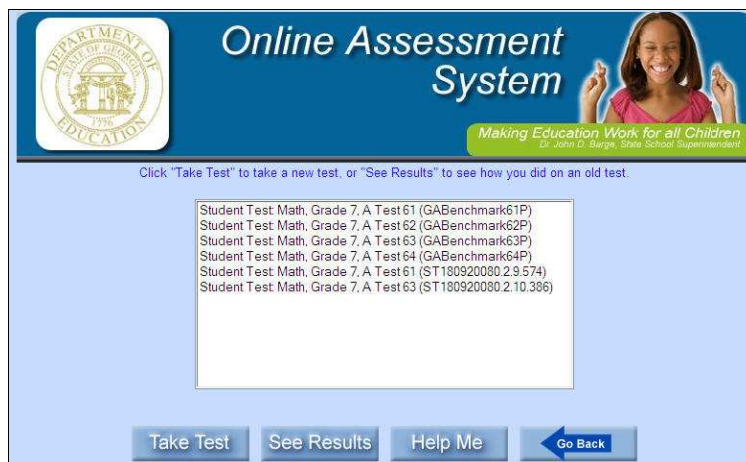 DEPARTMENT OF
EDUCATION
STATE OF GEORGIA
1776
Online Assessment
System
Making Education Work for all Children
Dr. John D. Barge, State School Superintendent
Click "Take Test" to take a new test, or "See Results" to see how you did on an old test.
Student Test: Math, Grade 7, A Test 61 (GABenchmark61P)
Student Test: Math, Grade 7, A Test 62 (GABenchmark62P)
Student Test: Math, Grade 7, A Test 63 (GABenchmark63P)
Student Test: Math, Grade 7, A Test 64 (GABenchmark64P)
Student Test: Math, Grade 7, A Test 61 (ST180920080.2.9.574)
Student Test: Math, Grade 7, A Test 63 (ST180920080.2.10.386)
Take Test
See Results
Help Me
Go Back